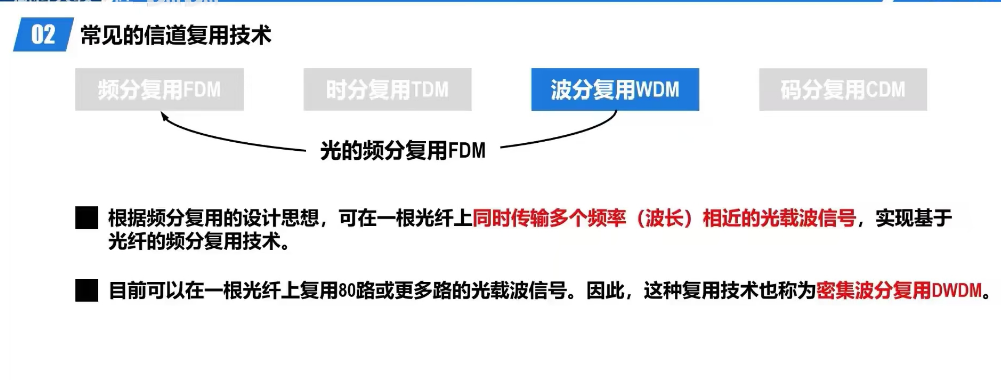 02 常见的信道复用技术
频分复用FDM 时分复用TDM 波分复用WDM 码分复用CDM
光的频分复用FDM
根据频分复用的设计思想，可在一根光纤上同时传输多个频率（波长）相近的光载波信号，实现基于
光纤的频分复用技术。
目前可以在一根光纤上复用80路或更多路的光载波信号。因此，这种复用技术也称为密集波分复用DWDM。